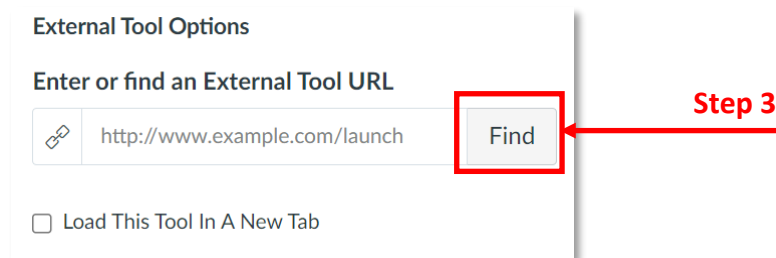 External Tool Options
Enter or find an External Tool URL
http://www.example.com/launch Find
Step 3
Load This Tool In A New Tab